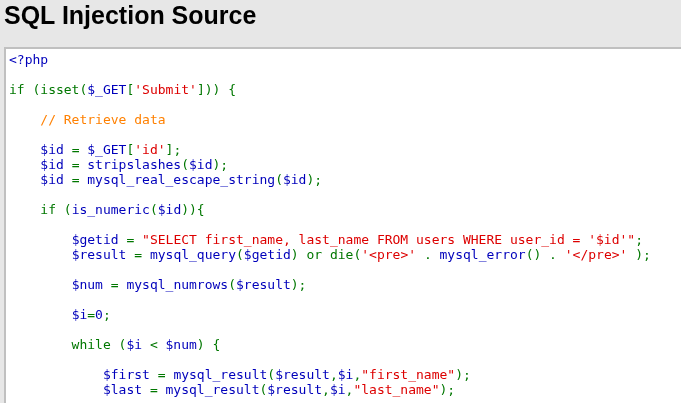 SQL Injection Source
<?php
if (isset($_GET['Submit'])) {
// Retrieve data
$id = $_GET['id'];
$id = stripslashes($id);
$id = mysql_real_escape_string($id);
if (is_numeric($id)){
$getid = "SELECT first_name, last_name FROM users WHERE user_id = '$id'";
$result = mysql_query($getid) or die('<pre>' . mysql_error() . '</pre>' );
$num = mysql_numrows($result);
$i=0;
while ($i < $num) {
$first = mysql_result($result,$i,"first_name");
$last = mysql_result($result,$i,"last_name");